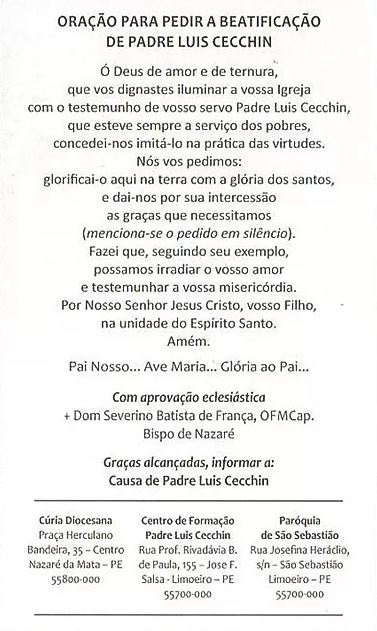 ORAÇÃO PARA PEDIR A BEATIFICAÇÃO
DE PADRE LUIS CECCHIN
Ó Deus de amor e de ternura,
que vos dignastes iluminar a vossa Igreja
com o testemunho de vosso servo Padre Luis Cecchin,
que esteve sempre a serviço dos pobres,
concedei-nos imitá-lo na prática das virtudes.
Nós vos pedimos:
glorificai-o aqui na terra com a glória dos santos,
e dai-nos por sua intercessão
as graças que necessitamos
(menciona-se o pedido em silêncio).
Fazei que, seguindo seu exemplo,
possamos irradiar o vosso amor
e testemunhar a vossa misericórdia.
Por Nosso Senhor Jesus Cristo, vosso Filho,
na unidade do Espírito Santo.
Amém.
Pai Nosso... Ave Maria... Glória ao Pai...
Com aprovação eclesiástica
+ Dom Severino Batista de França, OFMCap.
Bispo de Nazaré
Graças alcançadas, informar a:
Causa de Padre Luis Cecchin
Cúria Diocesana
Praça Herculano
Bandeira, 35 – Centro
Nazaré da Mata – PE
55800-000
Centro de Formação
Padre Luis Cecchin
Rua Prof. Rivadávia B.
de Paula, 155 – Jose F.
Salsa - Limoeiro – PE
55700-000
Paróquia
de São Sebastião
Rua Josefina Heráclio,
s/n – São Sebastião
Limoeiro – PE
55700-000